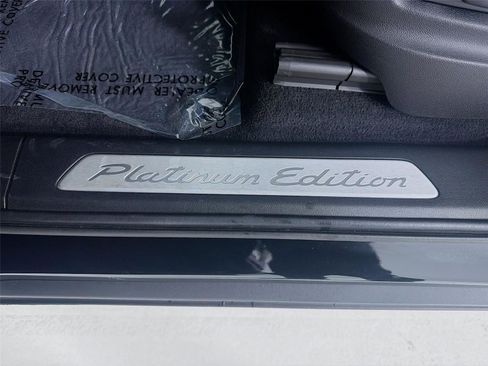 DEALER MUST REMOVE
PROTECTIVE COVER
Platinum Edition